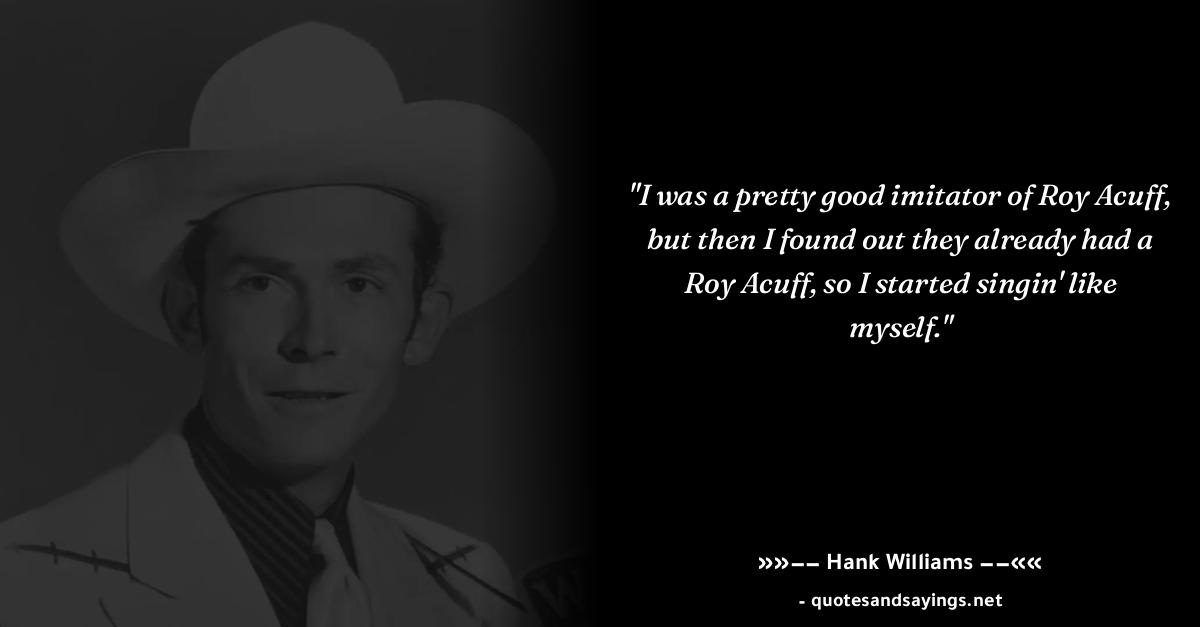 "I was a pretty good imitator of Roy Acuff,
but then I found out they already had a
Roy Acuff, so I started singin' like
myself."
»»−− Hank Williams −−««
- quotesandsayings.net